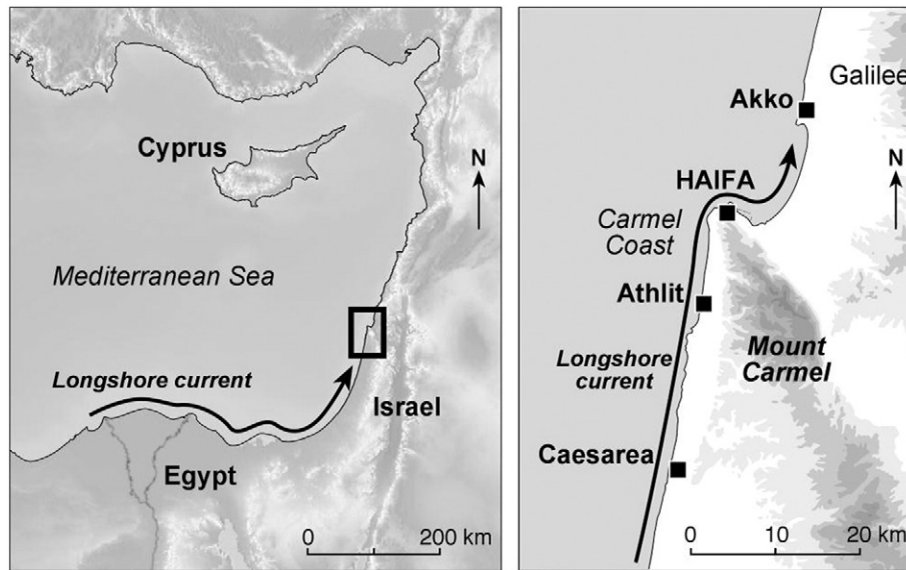 Cyprus
N
Mediterranean Sea
Longshore current
Israel
Egypt
0 200 km
Galilee
Akko
N
HAIFA
Carmel
Coast
Athlit
Longshore
current
Mount
Carmel
Caesarea
0 10 20 km